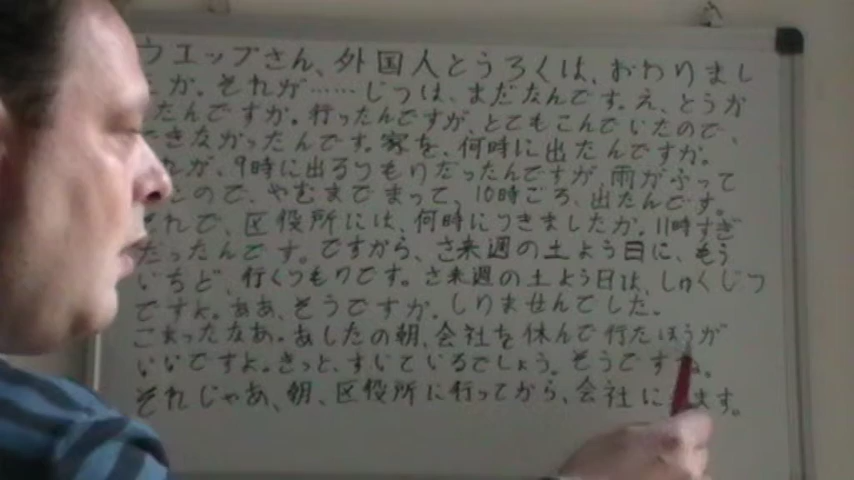 ウエッブさん、外国人とうろくは、おわりまし
たか。それが……じつは、まだなんです。え、とうか
たんですか。行ったんですが、とてもこんでいたので、
できなかったんです。家を、何時に出たんですか。
が、9時に出るつもりだったんですが、雨がふって
ので、やむまでまって、10時ごろ、出たんです。
それで、区役所には、何時につきましたか。11時すぎ
だったんです。ですから、さ来週の土よう日に、もう
いちど、行くつもりです。さ来週の土よう日は、しゅくじつ
ですよ。ああ、そうですか。しりませんでした。
こまったなあ。あしたの朝、会社を休んで行たほうが
いいですよ。きっと、すいているでしょう。そうですね。
それじゃあ、朝、区役所に行ってから、会社に ます。